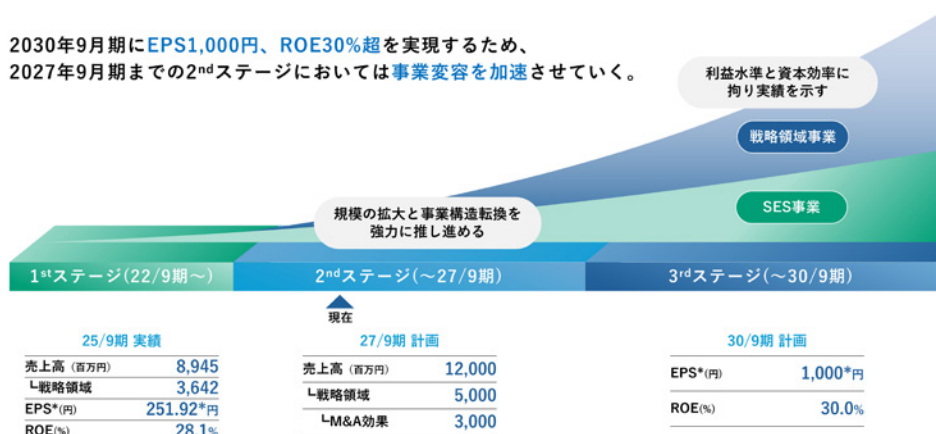 2030年9月期にEPS1,000円、ROE30%超を実現するため、
2027年9月期までの2ndステージにおいては事業変容を加速させていく。
利益水準と資本効率に
拘り実績を示す
戦略領域事業
SES事業
規模の拡大と事業構造転換を
強力に推し進める
1stステージ(22/9期～)
2ndステージ(～27/9期)
3rdステージ(～30/9期)
現在
25/9期 実績
売上高(百万円) 8,945
┗戦略領域 3,642
EPS*(円) 251.92*円
ROE(%) 28.1%
27/9期 計画
売上高(百万円) 12,000
┗戦略領域 5,000
┗M&A効果 3,000
30/9期 計画
EPS*(円) 1,000*円
ROE(%) 30.0%